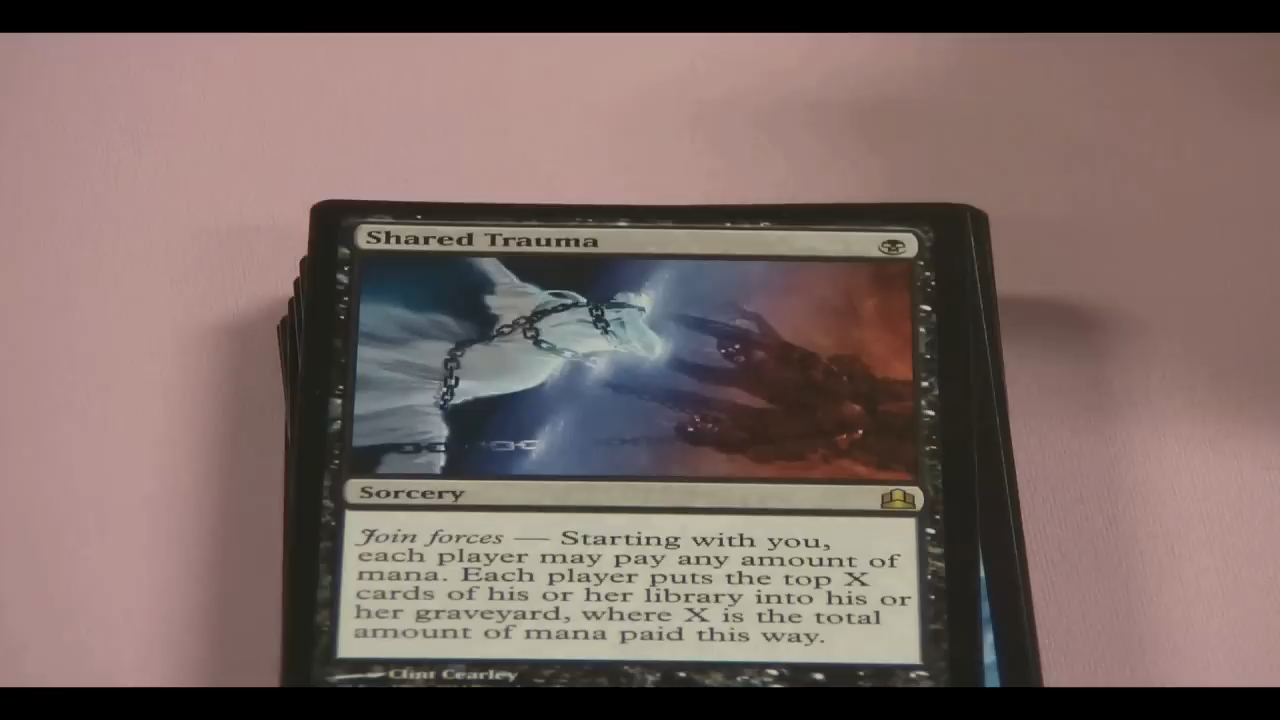 Shared Trauma
Sorcery
Join forces — Starting with you,
each player may pay any amount of
mana. Each player puts the top X
cards of his or her library into his or
her graveyard, where X is the total
amount of mana paid this way.
Clint Cearley